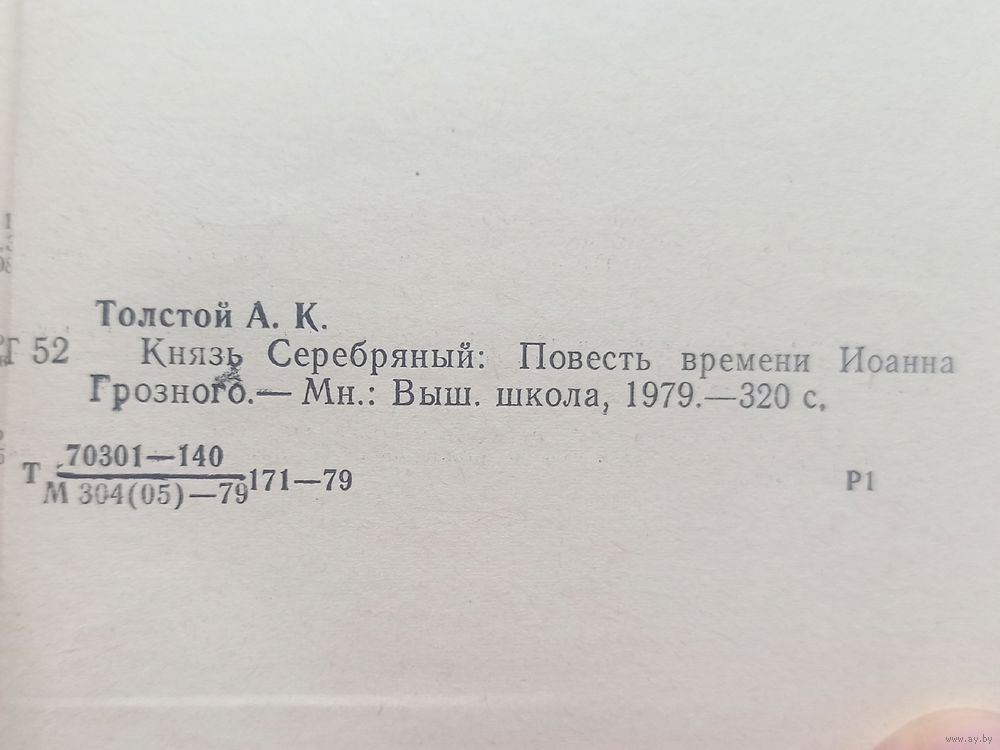 Толстой А. К.
Т 52 Князь Серебряный: Повесть времени Иоанна
Грозного.— Мн.: Выш. школа, 1979.—320 с.
Т 70301—140
М 304(05)—79 171—79 Р1
www.ay.by